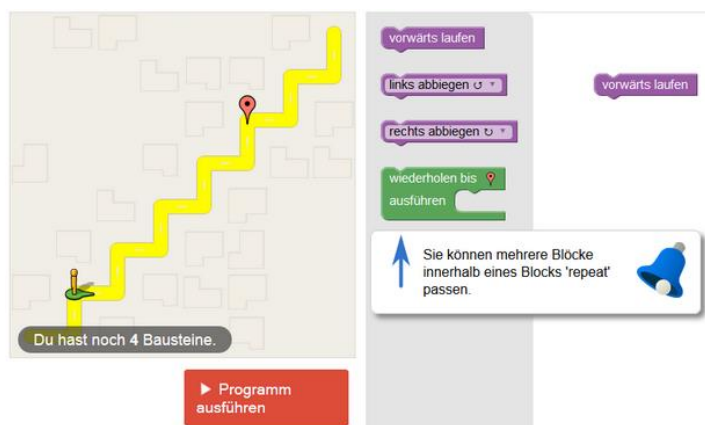 vorwärts laufen
links abbiegen ↺ ▾
rechts abbiegen ↻ ▾
wiederholen bis
ausführen
vorwärts laufen
Sie können mehrere Blöcke
innerhalb eines Blocks 'repeat'
passen.
Du hast noch 4 Bausteine.
▶ Programm
ausführen